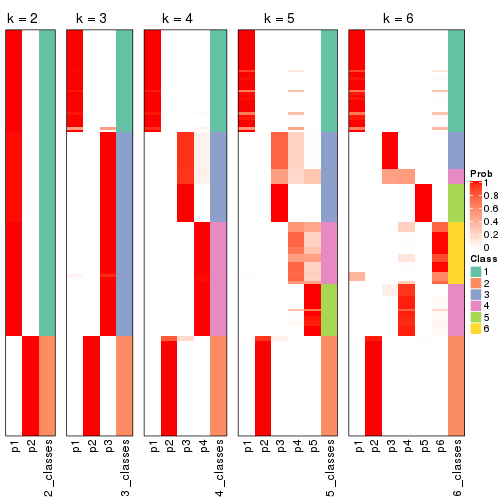 k = 2
k = 3
k = 4
k = 5
k = 6
p1
p2
2_classes
p1
p2
p3
3_classes
p1
p2
p3
p4
4_classes
p1
p2
p3
p4
p5
5_classes
p1
p2
p3
p4
p5
p6
6_classes
Prob
1
0.8
0.6
0.4
0.2
0
Class
1
2
3
4
5
6